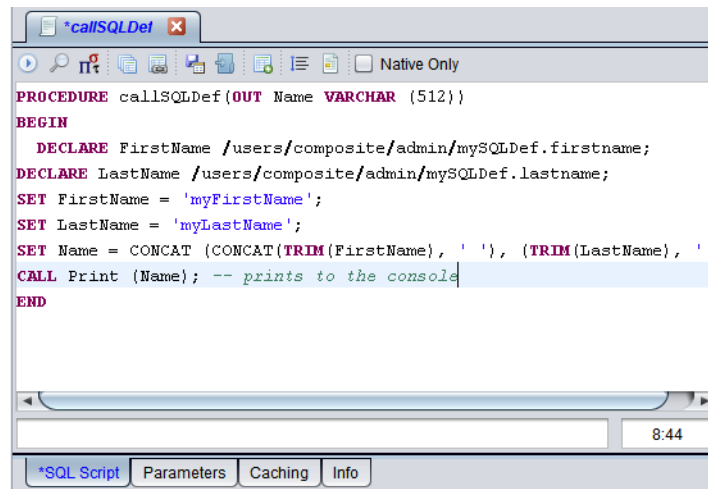 *callSQLDef
Native Only
PROCEDURE callSQLDef(OUT Name VARCHAR (512))
BEGIN
DECLARE FirstName /users/composite/admin/mySQLDef.firstname;
DECLARE LastName /users/composite/admin/mySQLDef.lastname;
SET FirstName = 'myFirstName';
SET LastName = 'myLastName';
SET Name = CONCAT (CONCAT(TRIM(FirstName), ' '), (TRIM(LastName), '
CALL Print (Name); -- prints to the console
END
8:44
*SQL Script Parameters Caching Info